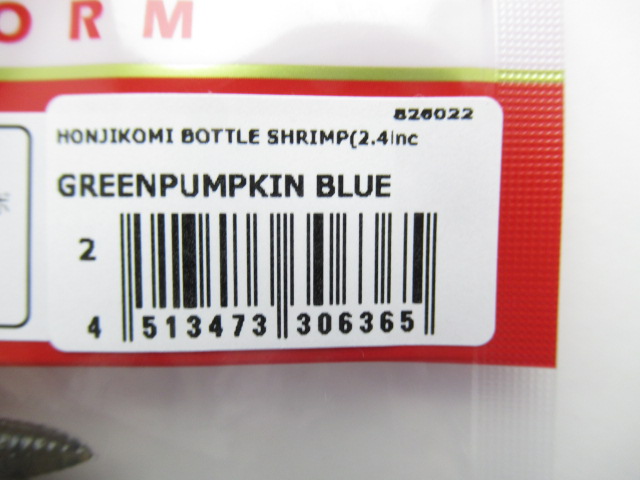 ORM
826022
HONJIKOMI BOTTLE SHRIMP(2.4Inc
GREENPUMPKIN BLUE
2
4 513473 306365